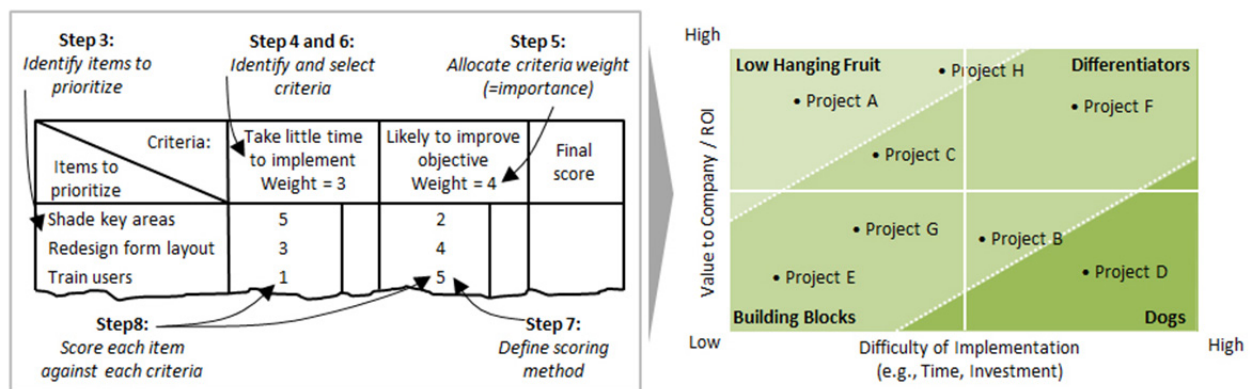 Step 3:
Identify items to
prioritize
Step 4 and 6:
Identify and select
criteria
Step 5:
Allocate criteria weight
(=importance)
Criteria:
Items to
prioritize
Take little time
to implement
Weight = 3
Likely to improve
objective
Weight = 4
Final
score
Shade key areas 5 2
Redesign form layout 3 4
Train users 1 5
Step8:
Score each item
against each criteria
Step 7:
Define scoring
method
High
Value to Company / ROI
Low
Low Hanging Fruit
Differentiators
Project H
Project A
Project F
Project C
Project G
Project B
Project E
Project D
Building Blocks
Dogs
Difficulty of Implementation
(e.g., Time, Investment)
High